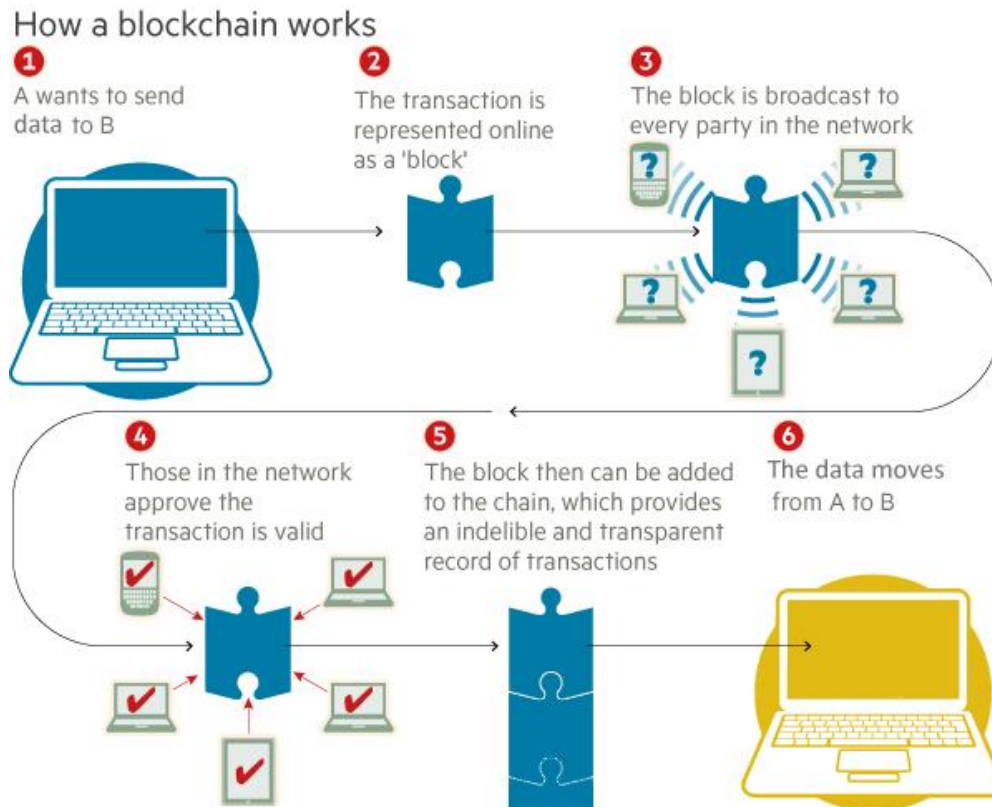 How a blockchain works
1
A wants to send
data to B
2
The transaction is
represented online
as a 'block'
3
The block is broadcast to
every party in the network
?
?
?
?
?
4
Those in the network
approve the
transaction is valid
5
The block then can be added
to the chain, which provides
an indelible and transparent
record of transactions
6
The data moves
from A to B